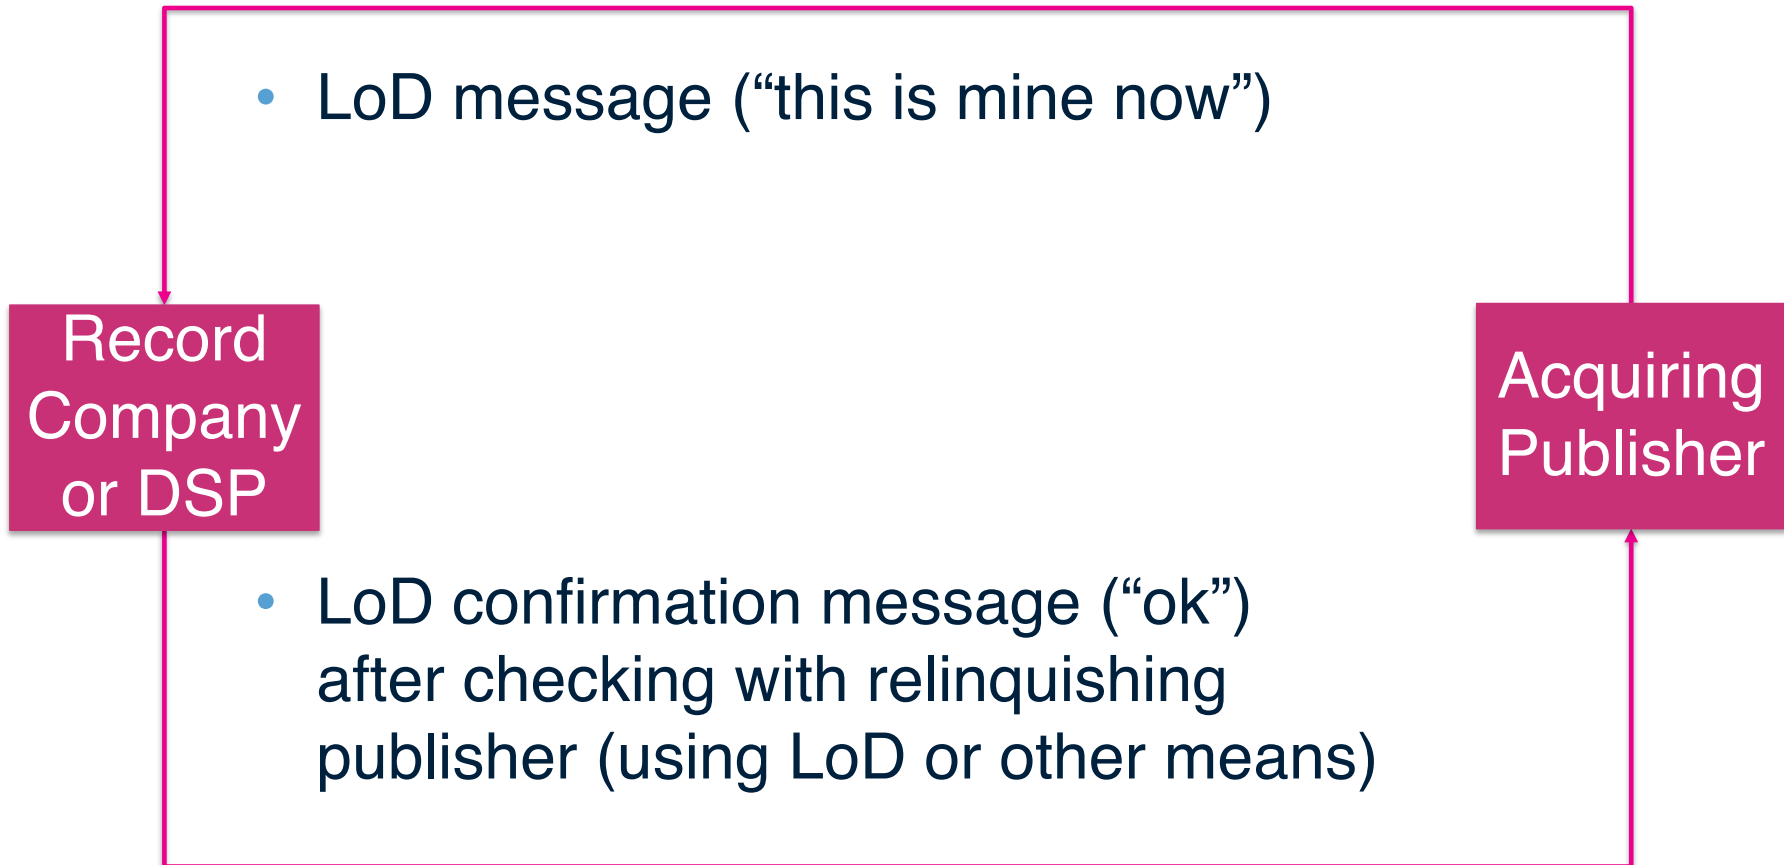 • LoD message (“this is mine now”)
Record
Company
or DSP
Acquiring
Publisher
• LoD confirmation message (“ok”)
after checking with relinquishing
publisher (using LoD or other means)